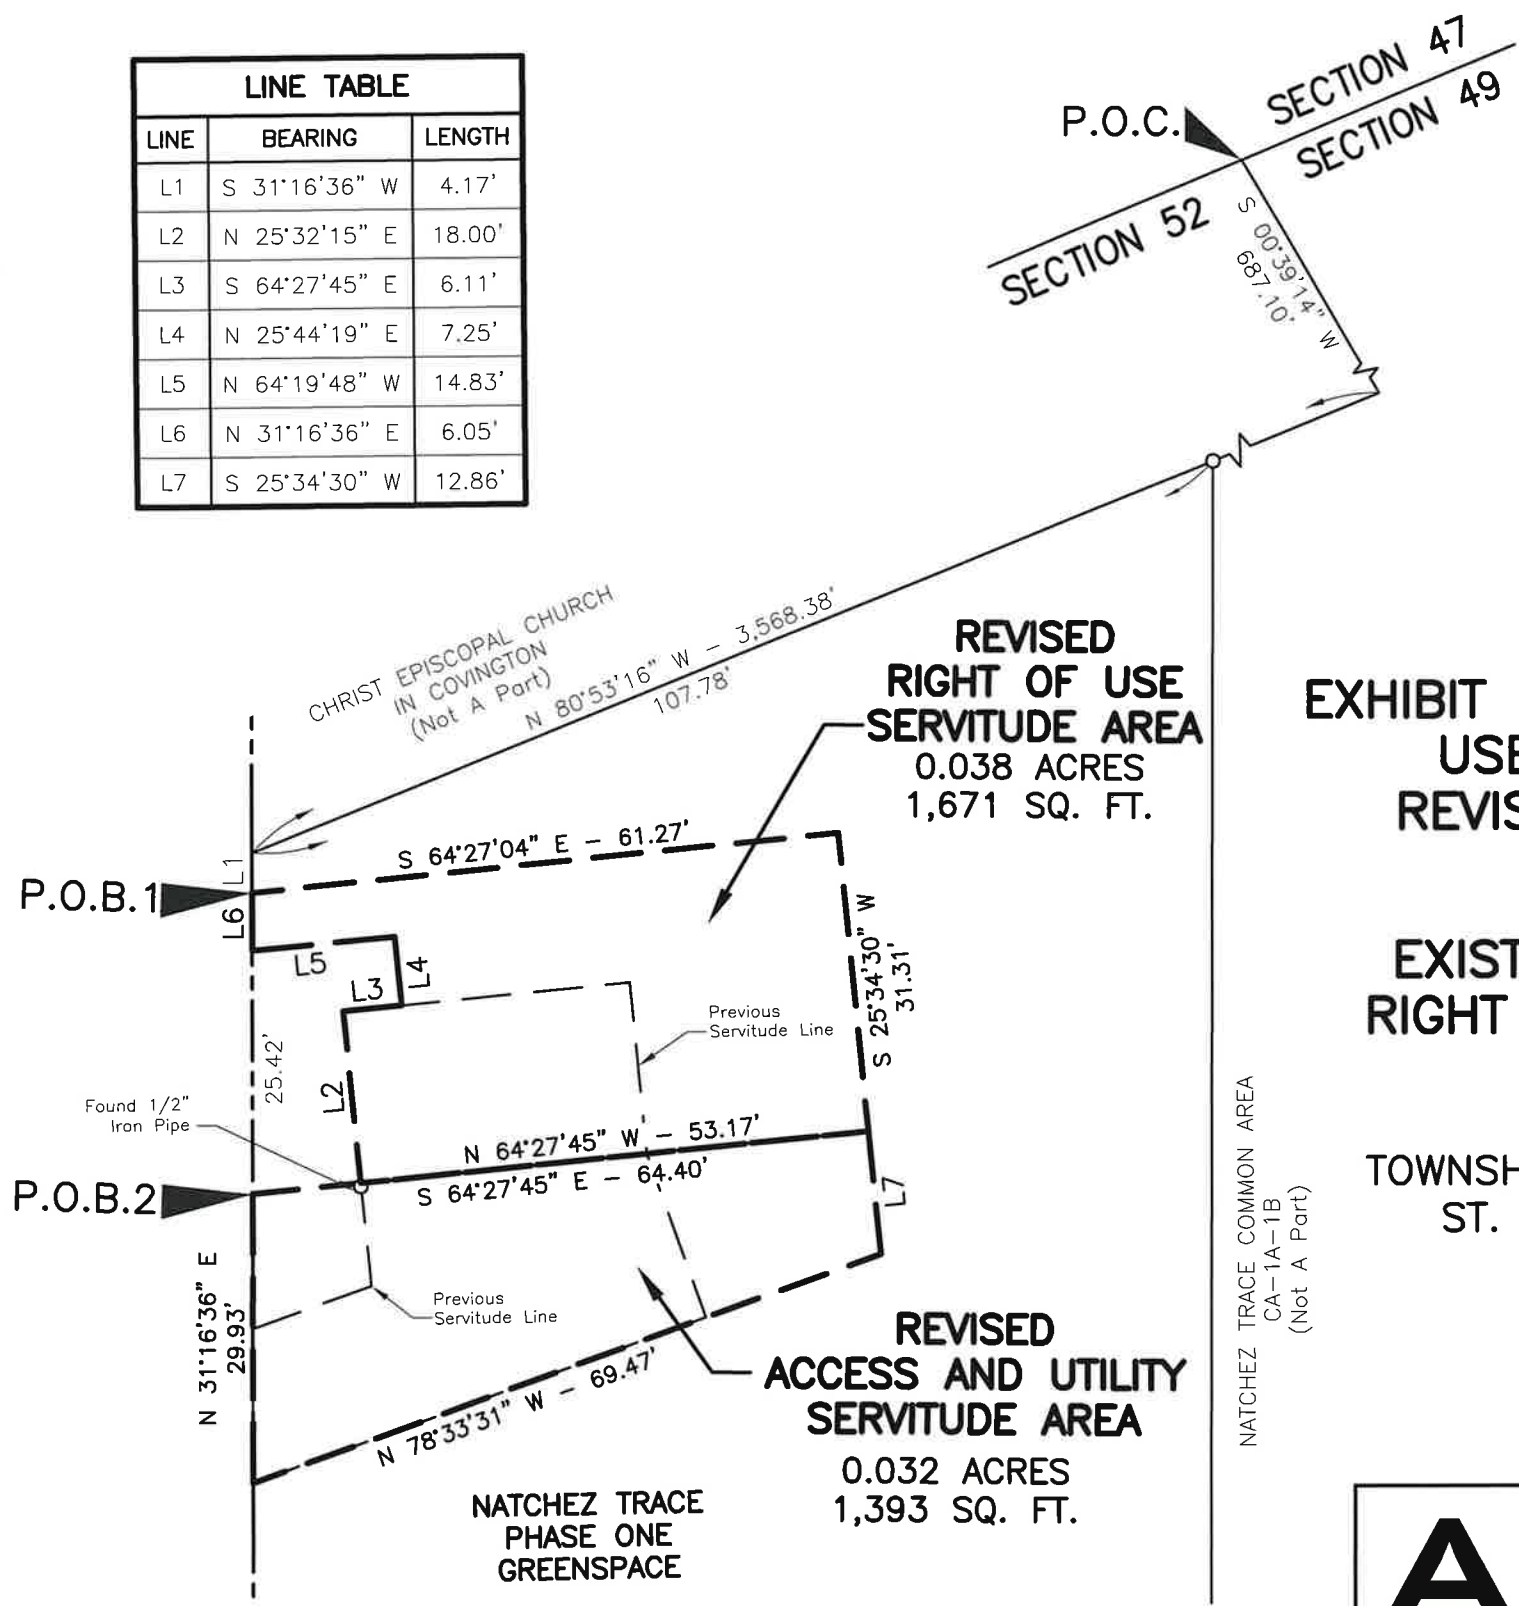 LINE TABLE
LINE BEARING LENGTH
L1 S 31°16'36" W 4.17'
L2 N 25°32'15" E 18.00'
L3 S 64°27'45" E 6.11'
L4 N 25°44'19" E 7.25'
L5 N 64°19'48" W 14.83'
L6 N 31°16'36" E 6.05'
L7 S 25°34'30" W 12.86'
P.O.C.
SECTION 47
SECTION 49
SECTION 52
S 00°39'14" W
687.10'
CHRIST EPISCOPAL CHURCH
IN COVINGTON
(Not A Part)
N 80°53'16" W - 3,568.38'
107.78'
REVISED
RIGHT OF USE
SERVITUDE AREA
0.038 ACRES
1,671 SQ. FT.
EXHIBIT
USE
REVIS
L1
S 64°27'04" E - 61.27'
P.O.B.1
L6
L5
L4
L3
S 25°34'30" W
31.31'
EXIST
RIGHT
Previous
Servitude Line
25.42'
L2
Found 1/2"
Iron Pipe
N 64°27'45" W - 53.17'
S 64°27'45" E - 64.40'
P.O.B.2
L7
NATCHEZ TRACE COMMON AREA
CA-1A-1B
(Not A Part)
TOWNSH
ST.
N 31°16'36" E
29.93'
Previous
Servitude Line
REVISED
ACCESS AND UTILITY
SERVITUDE AREA
0.032 ACRES
1,393 SQ. FT.
N 78°33'31" W - 69.47'
NATCHEZ TRACE
PHASE ONE
GREENSPACE
A